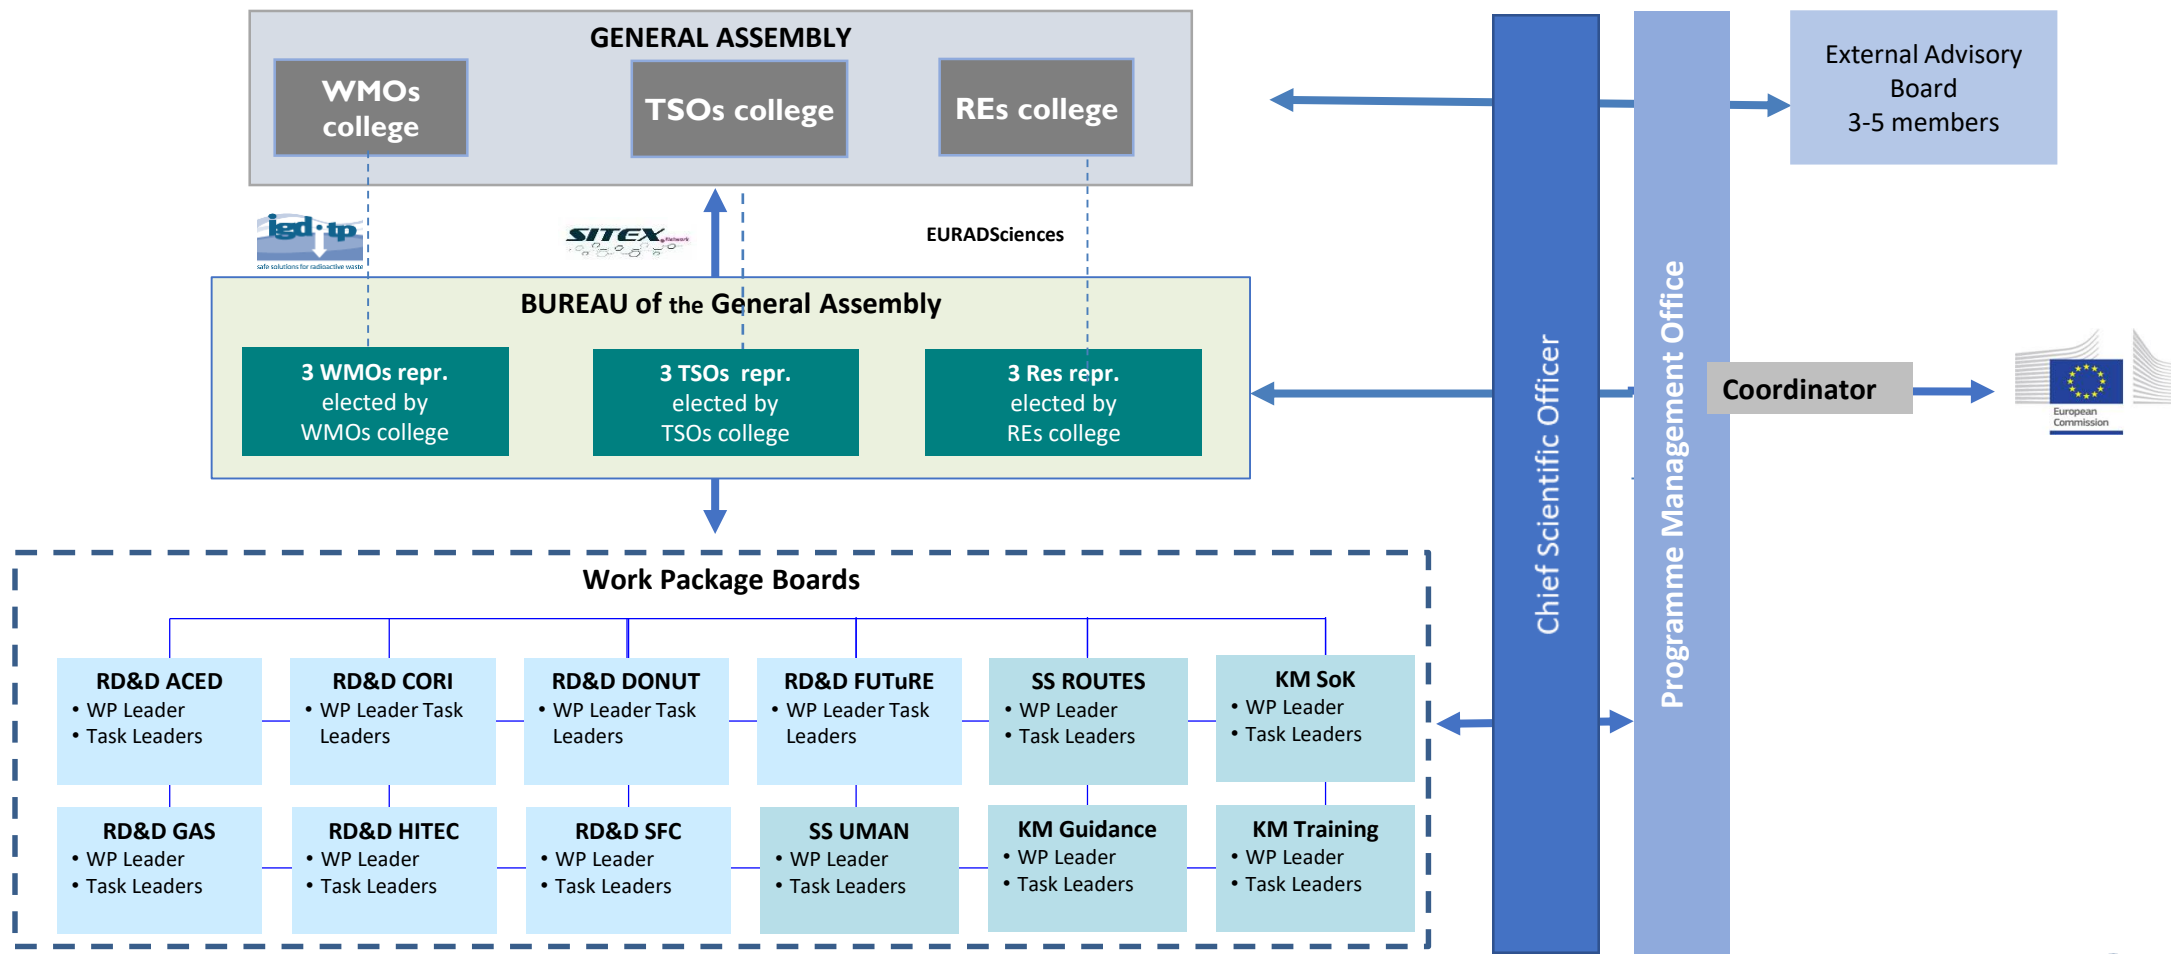 GENERAL ASSEMBLY
WMOs
college
TSOs college
REs college
External Advisory
Board
3-5 members
igd·tp
safe solutions for radioactive waste
SITEX.Network
EURADSciences
BUREAU of the General Assembly
3 WMOs repr.
elected by
WMOs college
3 TSOs repr.
elected by
TSOs college
3 Res repr.
elected by
REs college
Chief Scientific Officer
Programme Management Office
Coordinator
European
Commission
Work Package Boards
RD&D ACED
• WP Leader
• Task Leaders
RD&D CORI
• WP Leader Task
Leaders
RD&D DONUT
• WP Leader Task
Leaders
RD&D FUTuRE
• WP Leader Task
Leaders
SS ROUTES
• WP Leader
• Task Leaders
KM SoK
• WP Leader
• Task Leaders
RD&D GAS
• WP Leader
• Task Leaders
RD&D HITEC
• WP Leader
• Task Leaders
RD&D SFC
• WP Leader
• Task Leaders
SS UMAN
• WP Leader
• Task Leaders
KM Guidance
• WP Leader
• Task Leaders
KM Training
• WP Leader
• Task Leaders